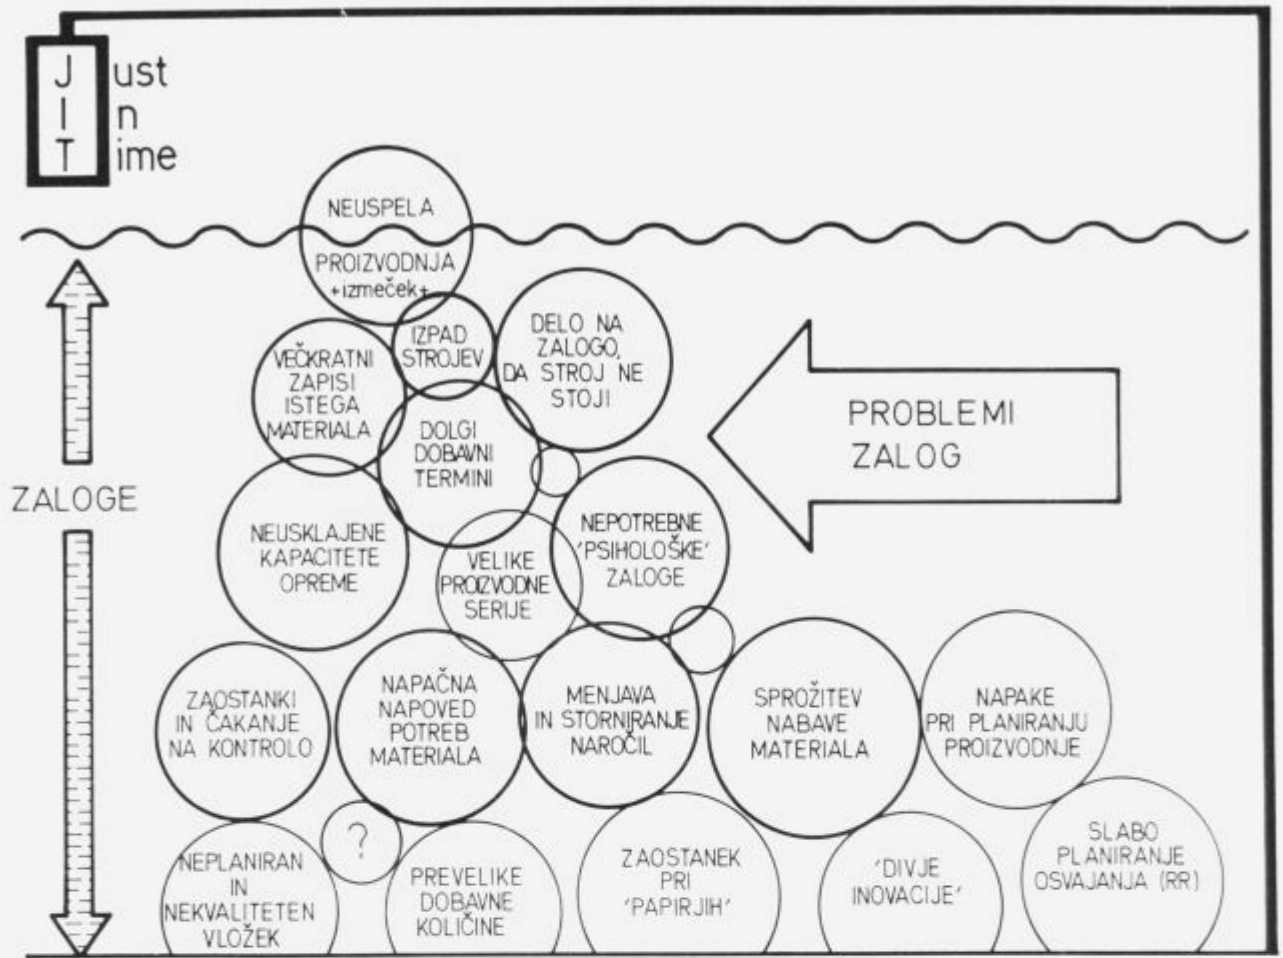 Just
In
Time
NEUSPELA
PROIZVODNJA
+izmeček+
IZPAD
STROJEV
DELO NA
ZALOGO,
DA STROJ NE
STOJI
VEČKRATNI
ZAPISI
ISTEGA
MATERIALA
DOLGI
DOBAVNI
TERMINI
PROBLEMI
ZALOG
ZALOGE
NEUSKLAJENE
KAPACITETE
OPREME
VELIKE
PROIZVODNE
SERIJE
NEPOTREBNE
'PSIHOLOŠKE'
ZALOGE
ZAOSTANKI
IN ČAKANJE
NA KONTROLO
NAPAČNA
NAPOVED
POTREB
MATERIALA
MENJAVA
IN STORNIRANJE
NAROČIL
SPROŽITEV
NABAVE
MATERIALA
NAPAKE
PRI PLANIRANJU
PROIZVODNJE
NEPLANIRAN
IN
NEKVALITETEN
VLOŽEK
?
PREVELIKE
DOBAVNE
KOLIČINE
ZAOSTANEK
PRI
'PAPIRJIH'
'DIVJE
INOVACIJE'
SLABO
PLANIRANJE
OSVAJANJA (RR)